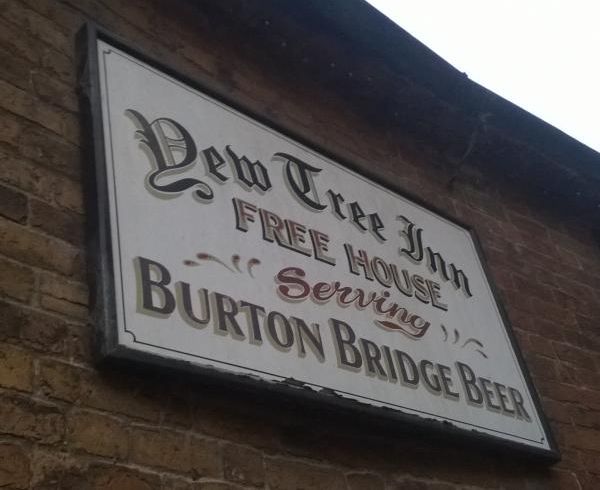 Yew Tree Inn
FREE HOUSE
Serving
BURTON BRIDGE BEER